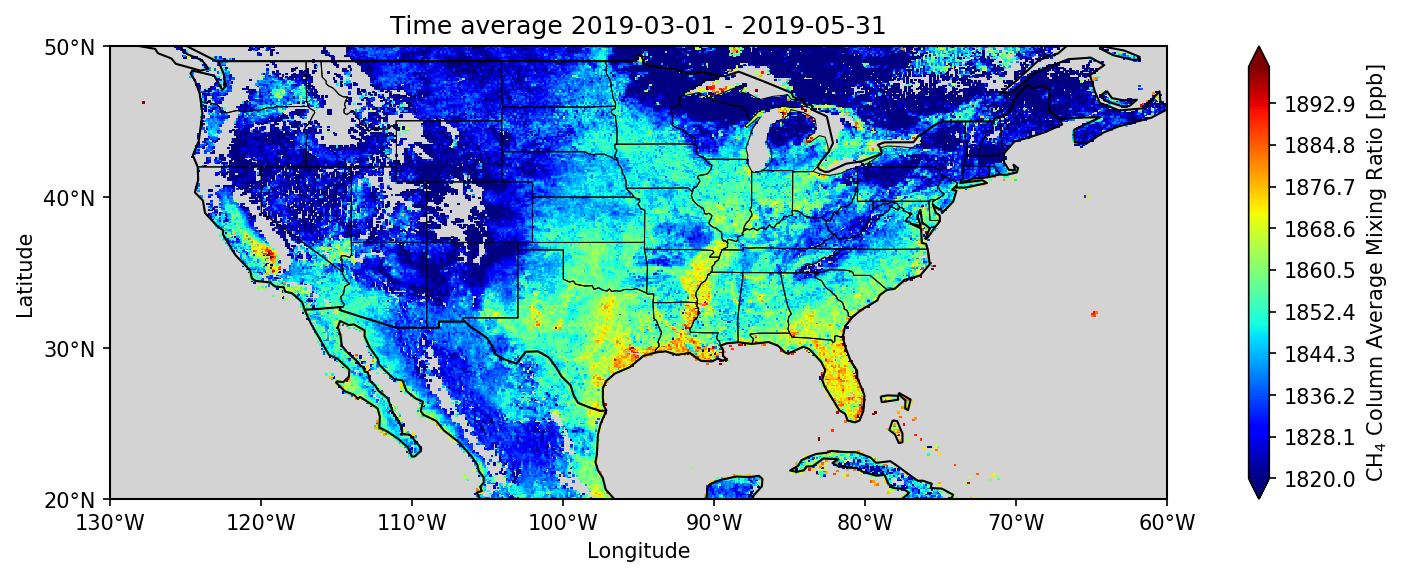 Time average 2019-03-01 - 2019-05-31
50°N
40°N
30°N
20°N
Latitude
130°W 120°W 110°W 100°W 90°W 80°W 70°W 60°W
Longitude
1892.9
1884.8
1876.7
1868.6
1860.5
1852.4
1844.3
1836.2
1828.1
1820.0
CH₄ Column Average Mixing Ratio [ppb]